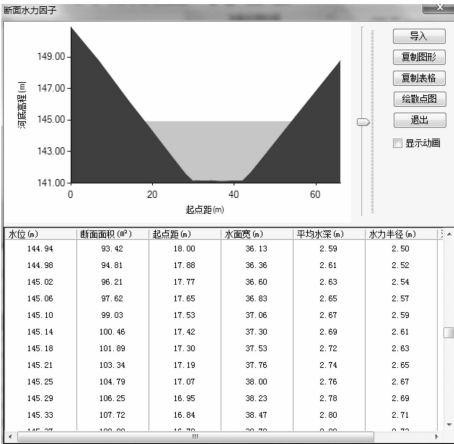 断面水力因子
导入
复制图形
复制表格
绘散点图
退出
显示动画
149.00
147.00
145.00
143.00
141.00
河底高程(m)
0 20 40 60
起点距(m)
水位(m) 断面面积(m²) 起点距(m) 水面宽(m) 平均水深(m) 水力半径(m)
144.94 93.42 18.00 36.13 2.59 2.50
144.98 94.81 17.88 36.36 2.61 2.52
145.02 96.21 17.77 36.60 2.63 2.54
145.06 97.62 17.65 36.83 2.65 2.57
145.10 99.03 17.53 37.06 2.67 2.59
145.14 100.46 17.42 37.30 2.69 2.61
145.18 101.89 17.30 37.53 2.72 2.63
145.21 103.34 17.19 37.76 2.74 2.65
145.25 104.79 17.07 38.00 2.76 2.67
145.29 106.25 16.95 38.23 2.78 2.69
145.33 107.72 16.84 38.47 2.80 2.71